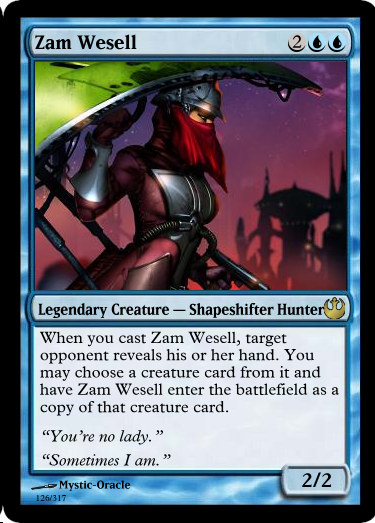 Zam Wesell 2
Legendary Creature — Shapeshifter Hunter
When you cast Zam Wesell, target
opponent reveals his or her hand. You
may choose a creature card from it and
have Zam Wesell enter the battlefield as a
copy of that creature card.
“You're no lady.”
“Sometimes I am.”
2/2
Mystic-Oracle
126/317